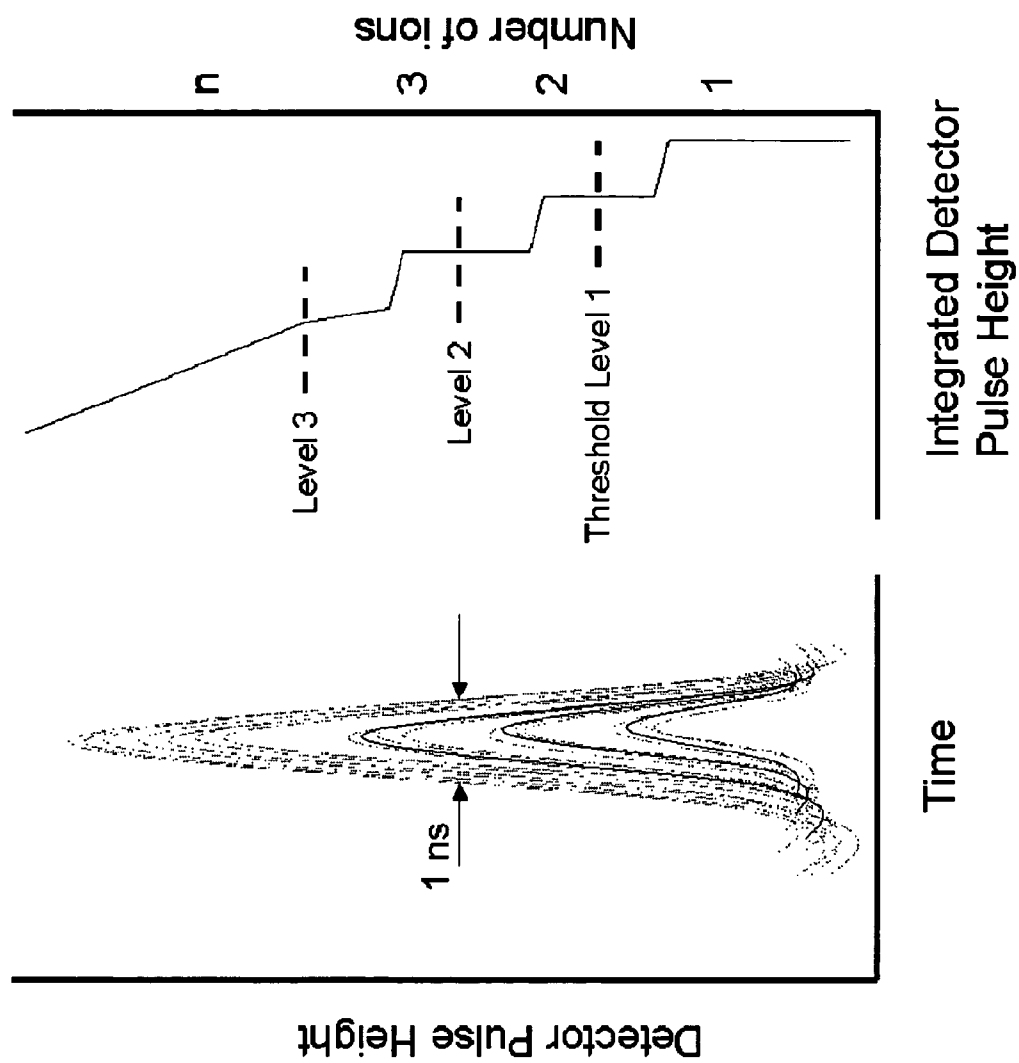 Detector Pulse Height
Time
1 ns
Level 3
Level 2
Threshold Level 1
Integrated Detector
Pulse Height
n
3
2
1
Number of ions